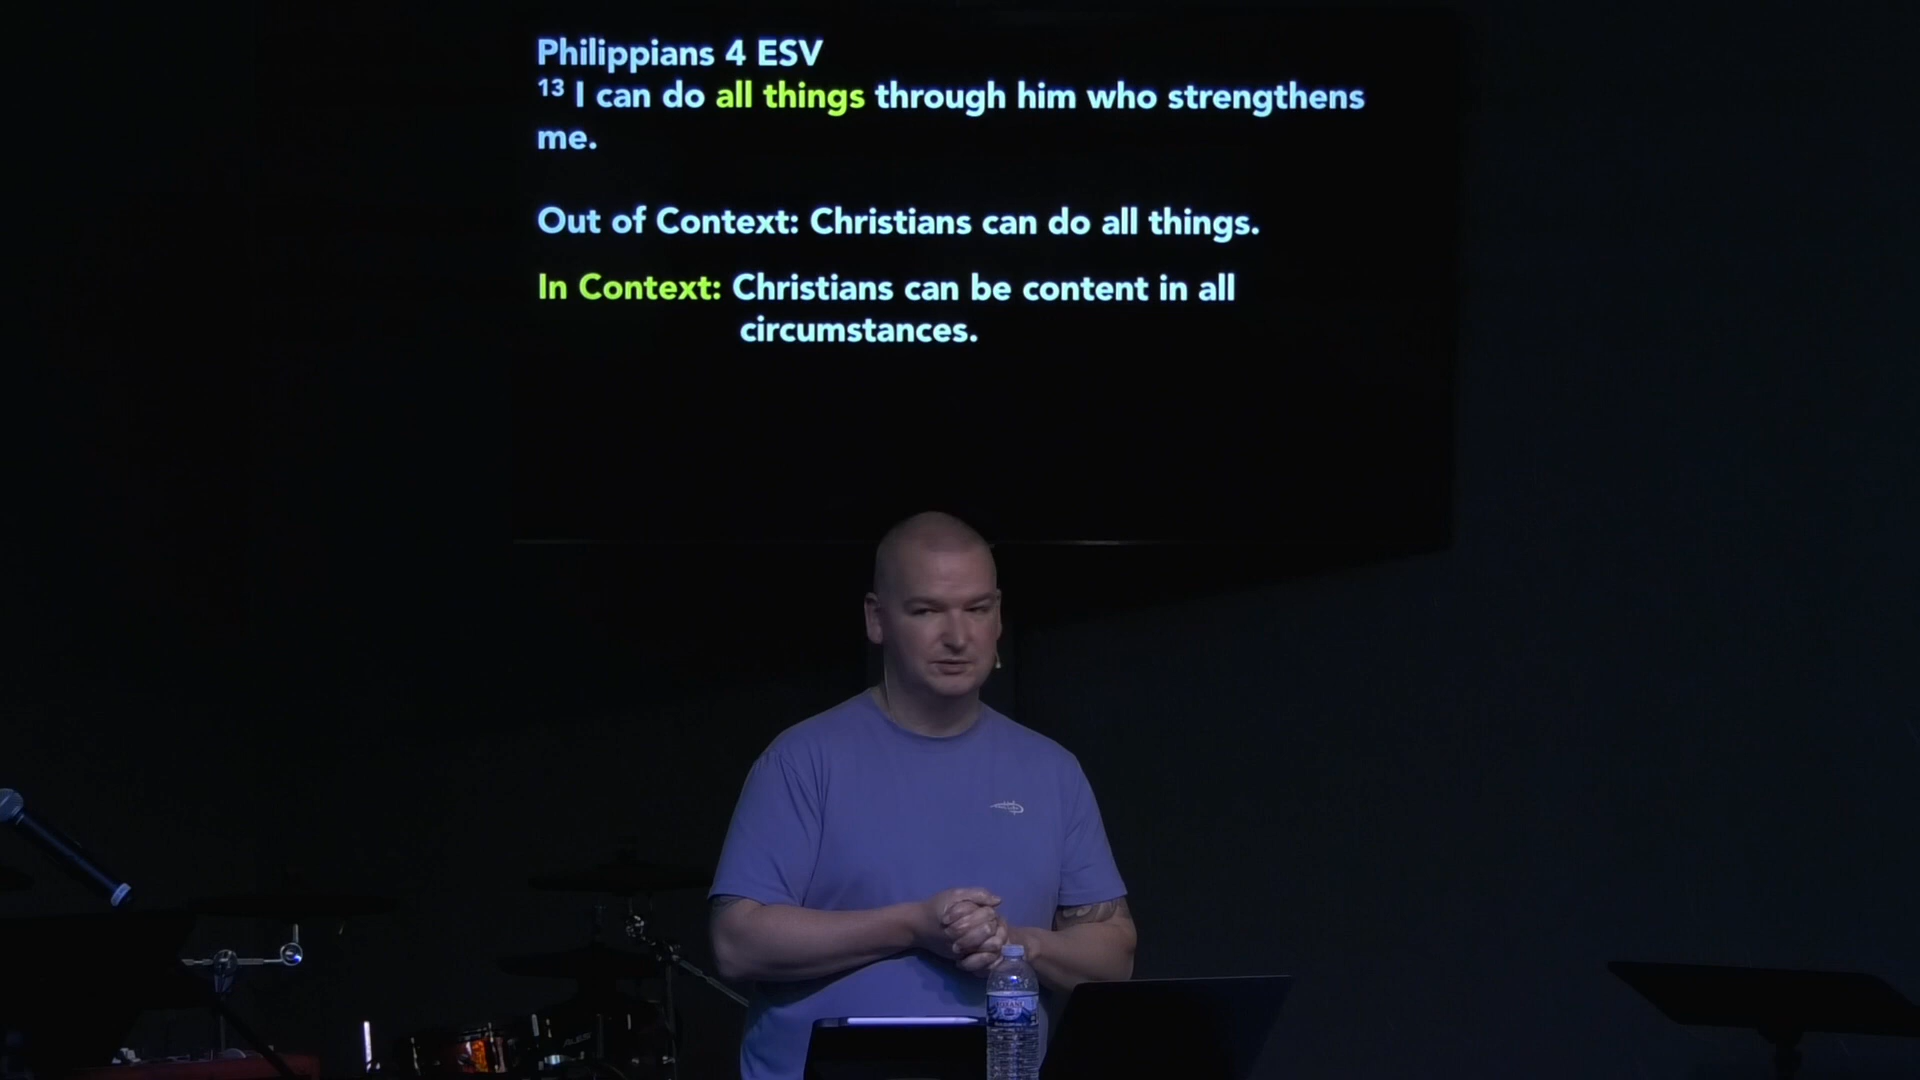 Philippians 4 ESV
13 I can do all things through him who strengthens
me.
Out of Context: Christians can do all things.
In Context: Christians can be content in all
circumstances.